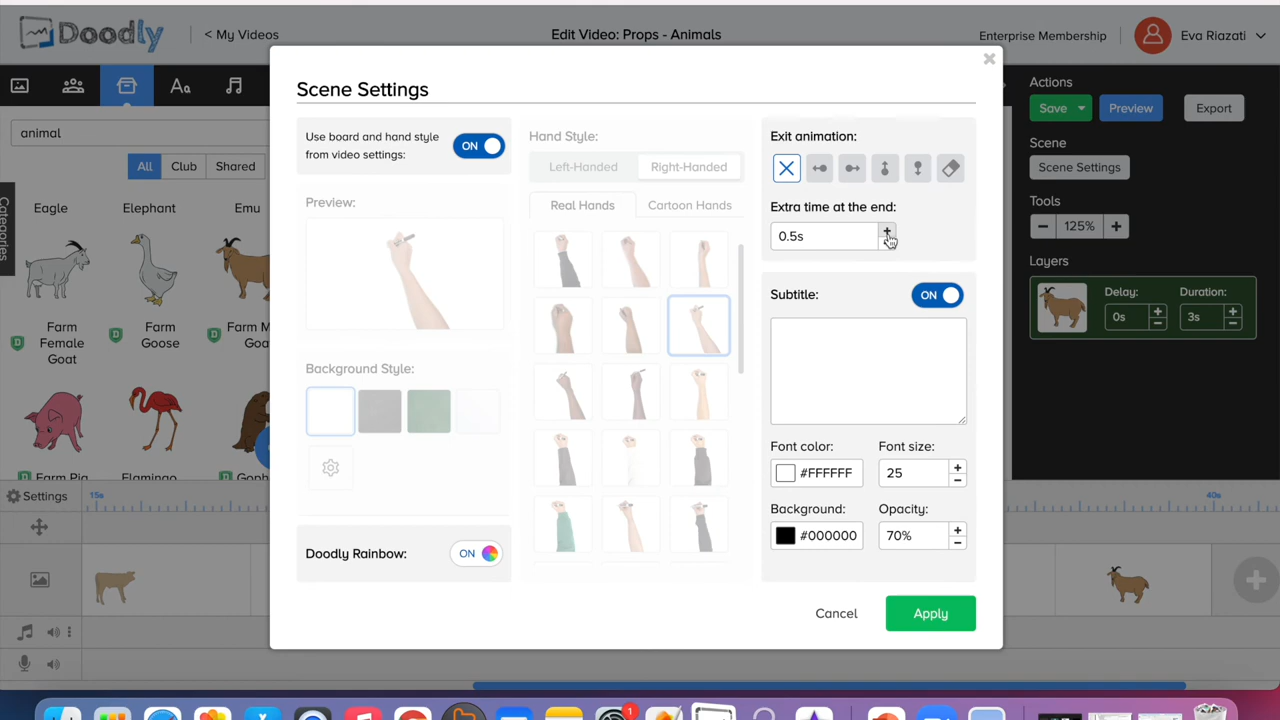 Doodly
< My Videos
Edit Video: Props - Animals
Enterprise Membership
Eva Riazati
animal
All
Club
Shared
Categories
Eagle
Elephant
Emu
Farm Female Goat
Farm Goose
Farm M
Farm Pig
Flamingo
Goph
Scene Settings
Use board and hand style
from video settings:
ON
Preview:
Background Style:
Doodly Rainbow:
ON
Hand Style:
Left-Handed
Right-Handed
Real Hands
Cartoon Hands
Exit animation:
Extra time at the end:
0.5s
Subtitle:
ON
Font color:
Font size:
#FFFFFF
25
Background:
Opacity:
#000000
70%
Cancel
Apply
Actions
Save
Preview
Export
Scene
Scene Settings
Tools
125%
Layers
Delay:
Duration:
0s
3s
Settings
15s
40s
Aa
1